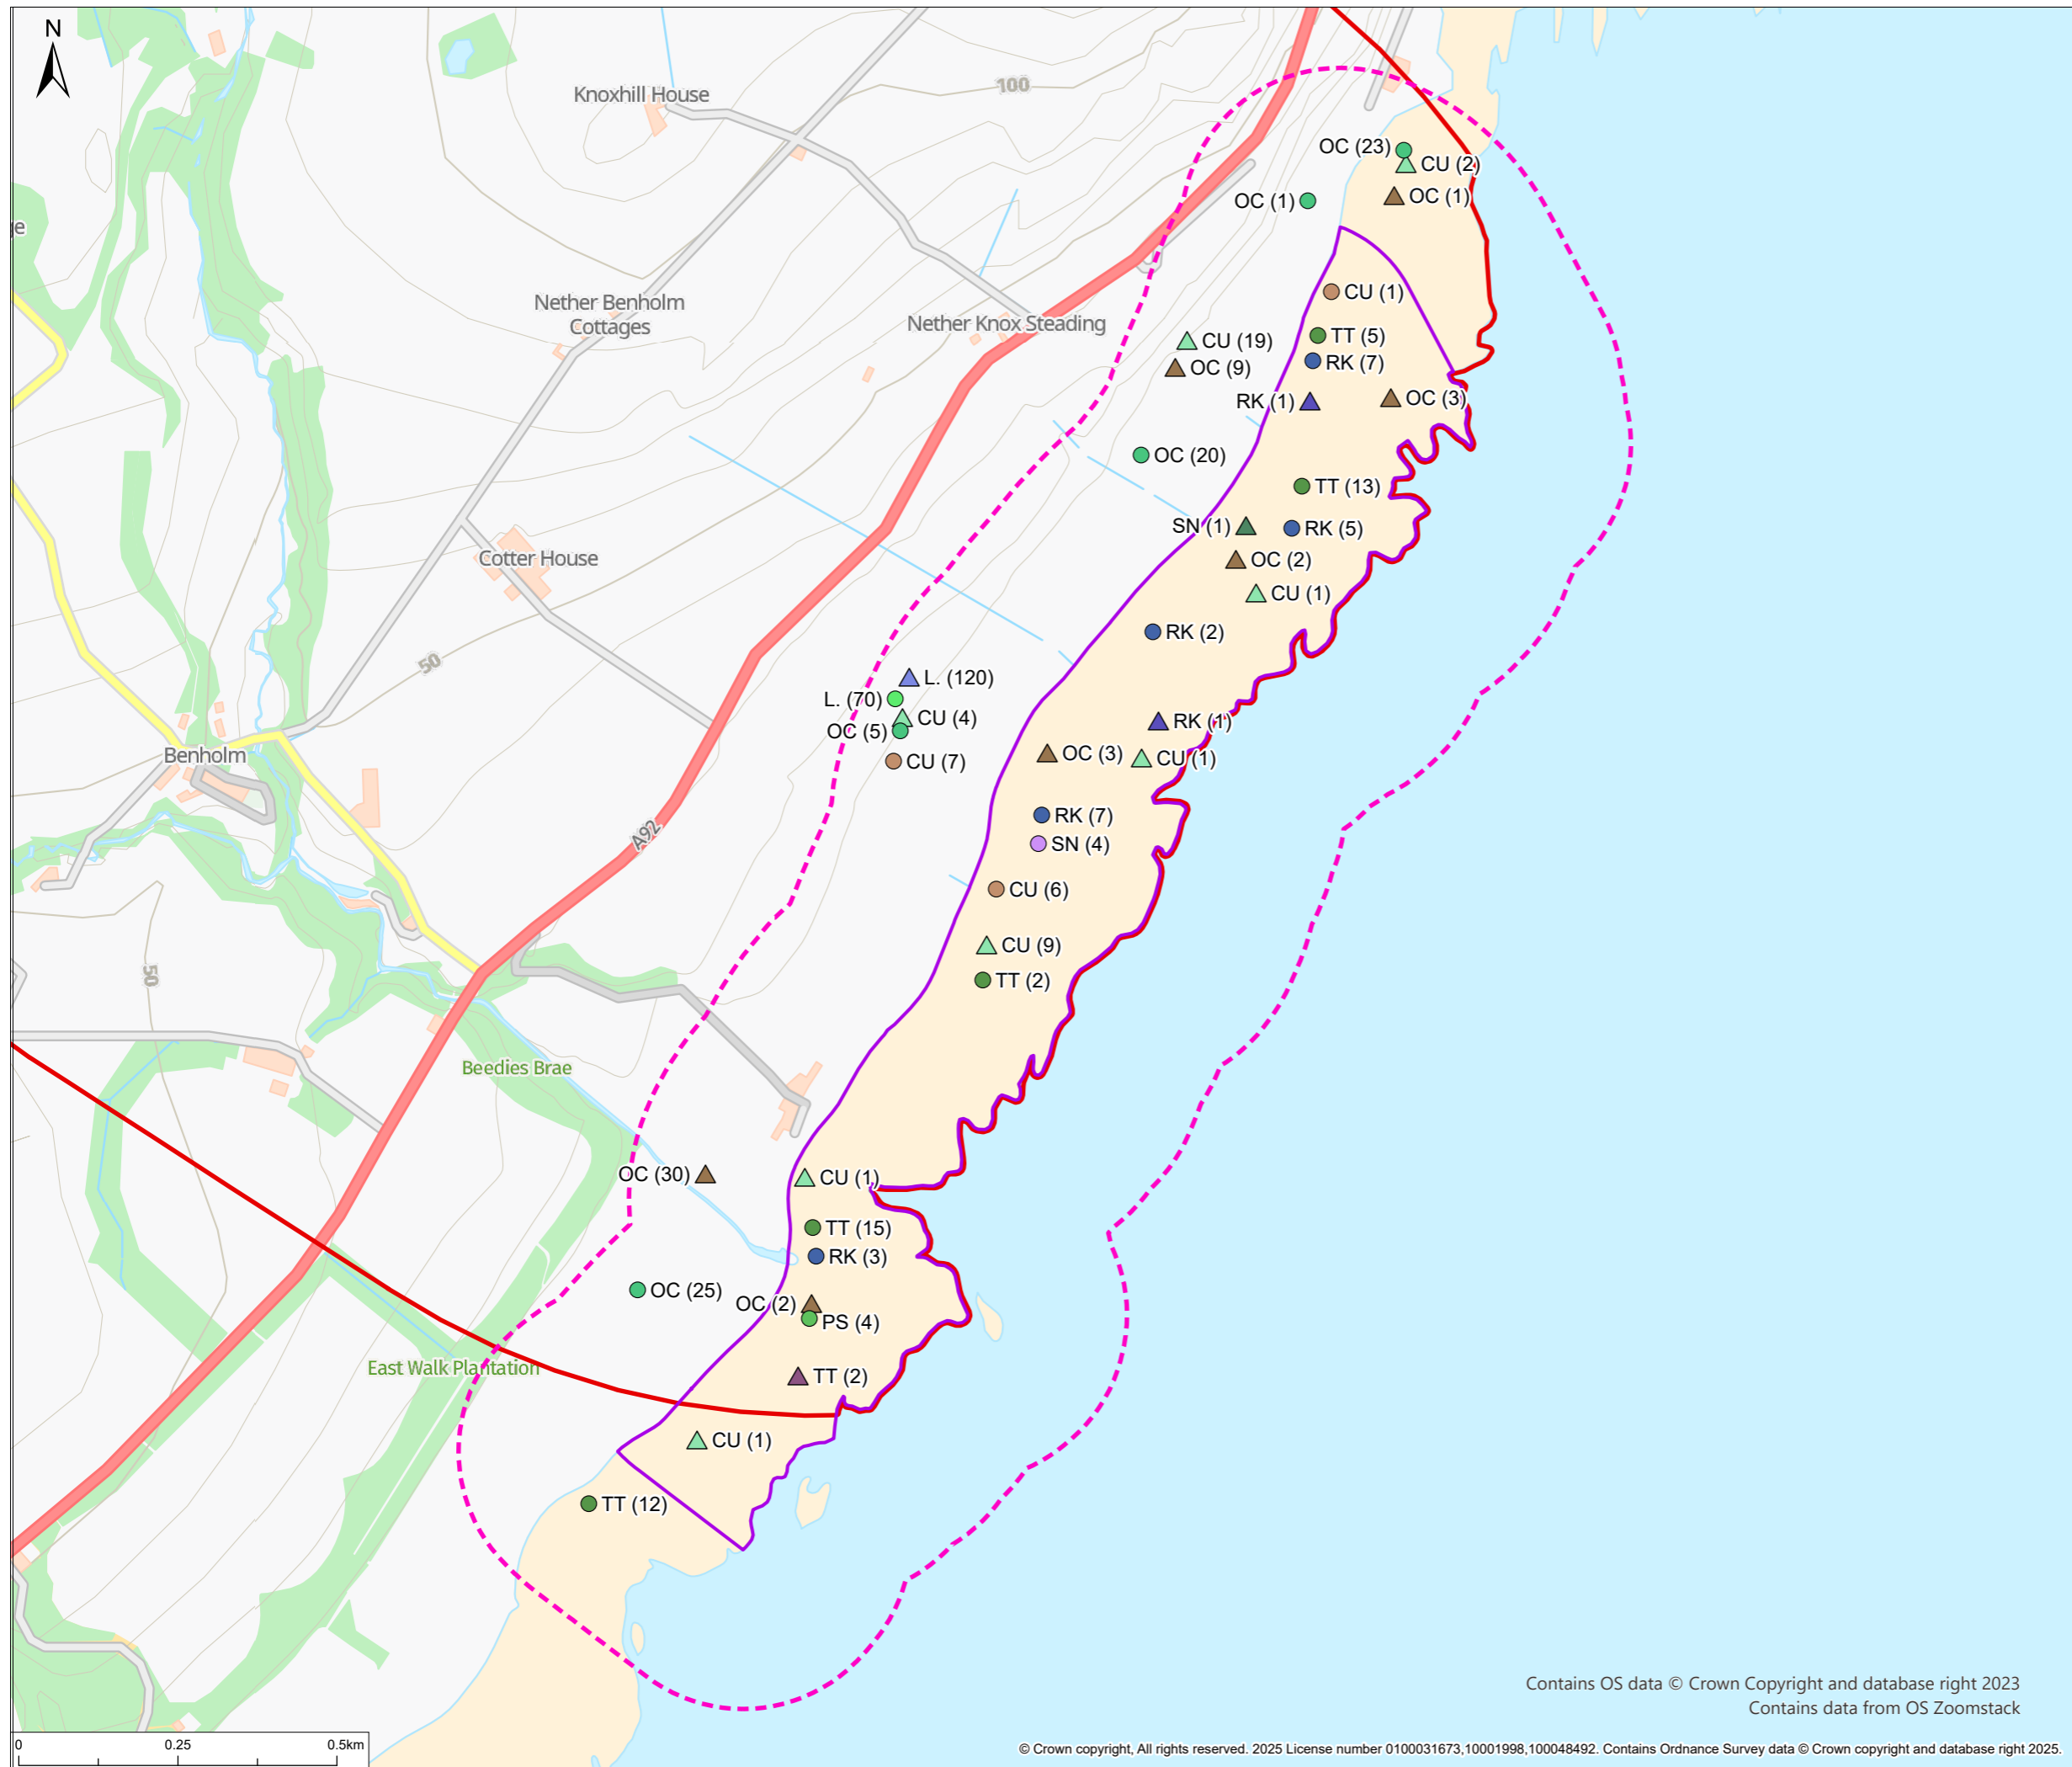 N
Knoxhill House
100
OC (23)
CU (2)
OC (1)
OC (1)
Nether Benholm
Cottages
Nether Knox Steading
CU (1)
TT (5)
RK (7)
CU (19)
OC (9)
RK (1)
OC (3)
OC (20)
TT (13)
SN (1)
RK (5)
Cotter House
OC (2)
CU (1)
RK (2)
50
L. (120)
L. (70)
CU (4)
OC (5)
CU (7)
RK (1)
OC (3)
CU (1)
Benholm
A92
RK (7)
SN (4)
CU (6)
CU (9)
TT (2)
50
Beedies Brae
OC (30)
CU (1)
TT (15)
RK (3)
OC (25)
OC (2)
PS (4)
East Walk Plantation
TT (2)
CU (1)
TT (12)
Contains OS data © Crown Copyright and database right 2023
Contains data from OS Zoomstack
0 0.25 0.5km
© Crown copyright, All rights reserved. 2025 License number 0100031673,10001998,100048492. Contains Ordnance Survey data © Crown copyright and database right 2025.